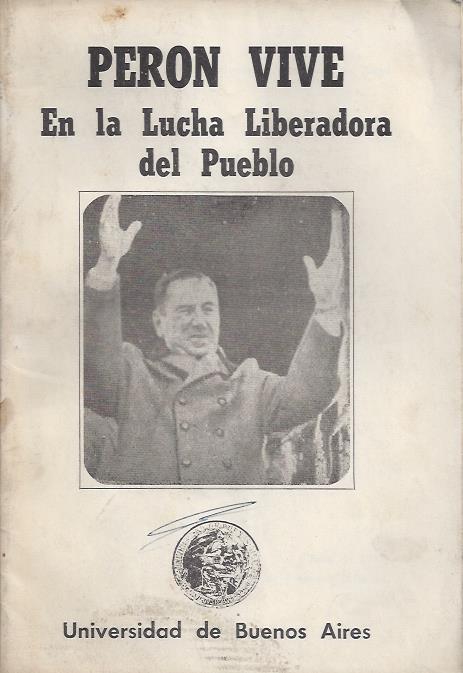 PERON VIVE
En la Lucha Liberadora
del Pueblo
Universidad de Buenos Aires